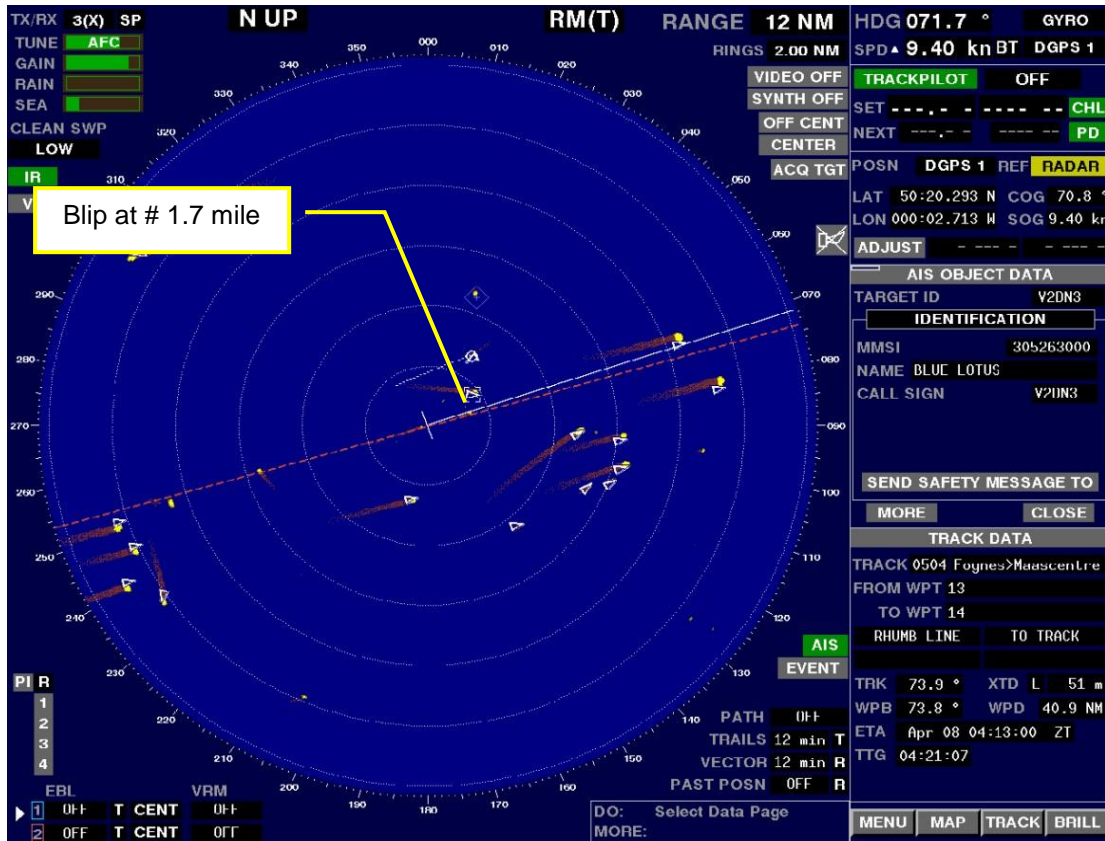 TX/RX 3(X) SP
N UP
RM(T)
RANGE 12 NM
TUNE AFC
RINGS 2.00 NM
GAIN
RAIN
SEA
CLEAN SWP
LOW
IR
V
Blip at # 1.7 mile
VIDEO OFF
SYNTH OFF
OFF CENT
CENTER
ACQ TGT
000
010
020
030
040
050
060
070
080
090
100
110
120
130
140
150
160
170
180
190
200
210
220
230
240
250
260
270
280
290
310
320
330
340
350
PI R
1
2
3
4
EBL VRM
1 OFF T CENT OFF
2 OFF T CENT OFF
AIS
EVENT
PATH OFF
TRAILS 12 min T
VECTOR 12 min R
PAST POSN OFF R
DO: Select Data Page
MORE:
HDG 071.7 ° GYRO
SPD 9.40 kn BT DGPS 1
TRACKPILOT OFF
SET ---.- - ---- -- CHL
NEXT ---.- - ---- -- PD
POSN DGPS 1 REF RADAR
LAT 50:20.293 N COG 70.8 °
LON 000:02.713 W SOG 9.40 kn
ADJUST - --- - - --- -
AIS OBJECT DATA
TARGET ID V2DN3
IDENTIFICATION
MMSI 305263000
NAME BLUE LOTUS
CALL SIGN V2DN3
SEND SAFETY MESSAGE TO
MORE CLOSE
TRACK DATA
TRACK 0504 Foynes>Maascentre
FROM WPT 13
TO WPT 14
RHUMB LINE TO TRACK
TRK 73.9 ° XTD L 51 m
WPB 73.8 ° WPD 40.9 NM
ETA Apr 08 04:13:00 ZT
TTG 04:21:07
MENU MAP TRACK BRILL